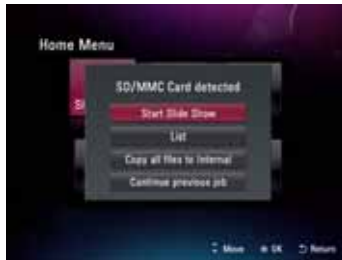 Home Menu
SD/MMC Card detected
Start Slide Show
List
Copy all files to Internal
Continue previous job
Move OK Return